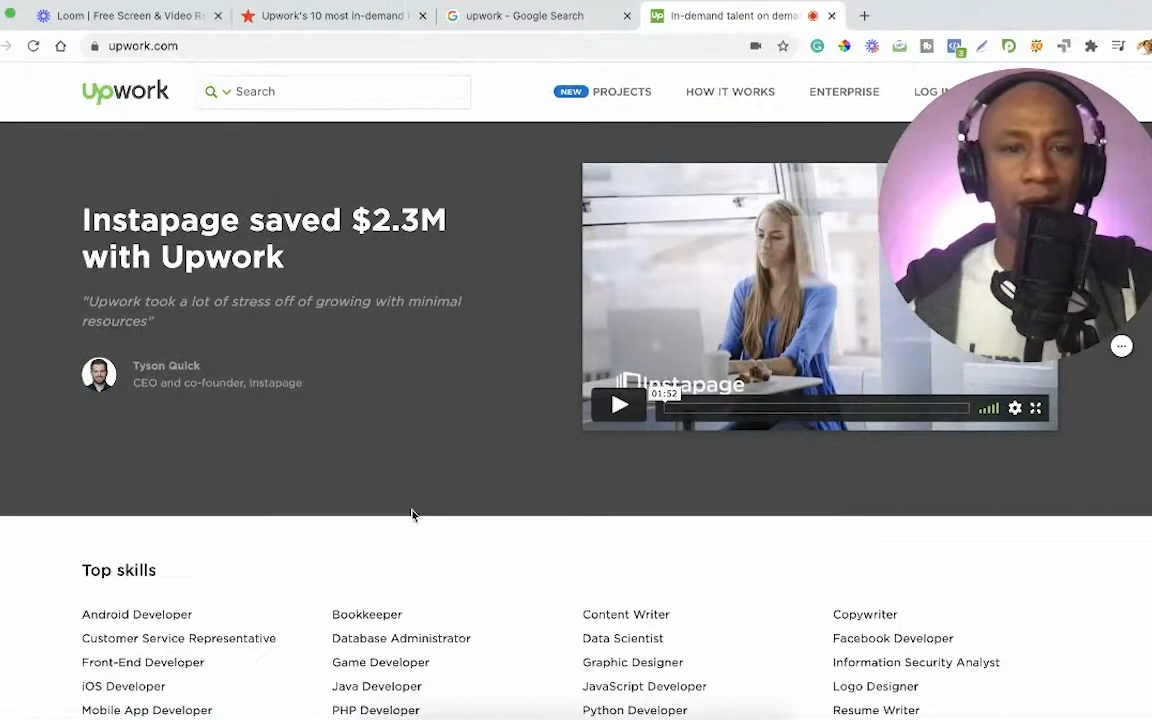 Loom | Free Screen & Video Re
Upwork's 10 most in-demand
upwork - Google Search
In-demand talent on dema
upwork.com
3
upwork
Search
NEW PROJECTS
HOW IT WORKS
ENTERPRISE
LOG IN
Instapage saved $2.3M
with Upwork
"Upwork took a lot of stress off of growing with minimal
resources"
Tyson Quick
CEO and co-founder, Instapage
Instapage
01:52
Top skills
Android Developer
Bookkeeper
Content Writer
Copywriter
Customer Service Representative
Database Administrator
Data Scientist
Facebook Developer
Front-End Developer
Game Developer
Graphic Designer
Information Security Analyst
iOS Developer
Java Developer
JavaScript Developer
Logo Designer
Mobile App Developer
PHP Developer
Python Developer
Resume Writer